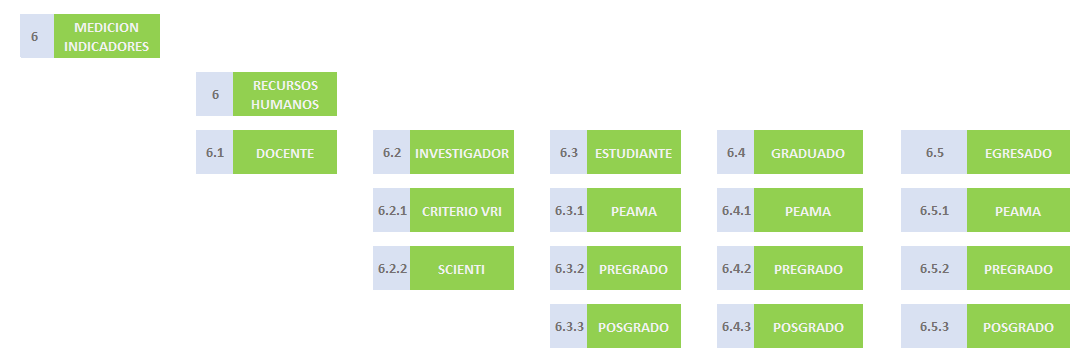 6 MEDICION
INDICADORES
6 RECURSOS
HUMANOS
6.1 DOCENTE 6.2 INVESTIGADOR 6.3 ESTUDIANTE 6.4 GRADUADO 6.5 EGRESADO
6.2.1 CRITERIO VRI 6.3.1 PEAMA 6.4.1 PEAMA 6.5.1 PEAMA
6.2.2 SCIENTI 6.3.2 PREGRADO 6.4.2 PREGRADO 6.5.2 PREGRADO
6.3.3 POSGRADO 6.4.3 POSGRADO 6.5.3 POSGRADO